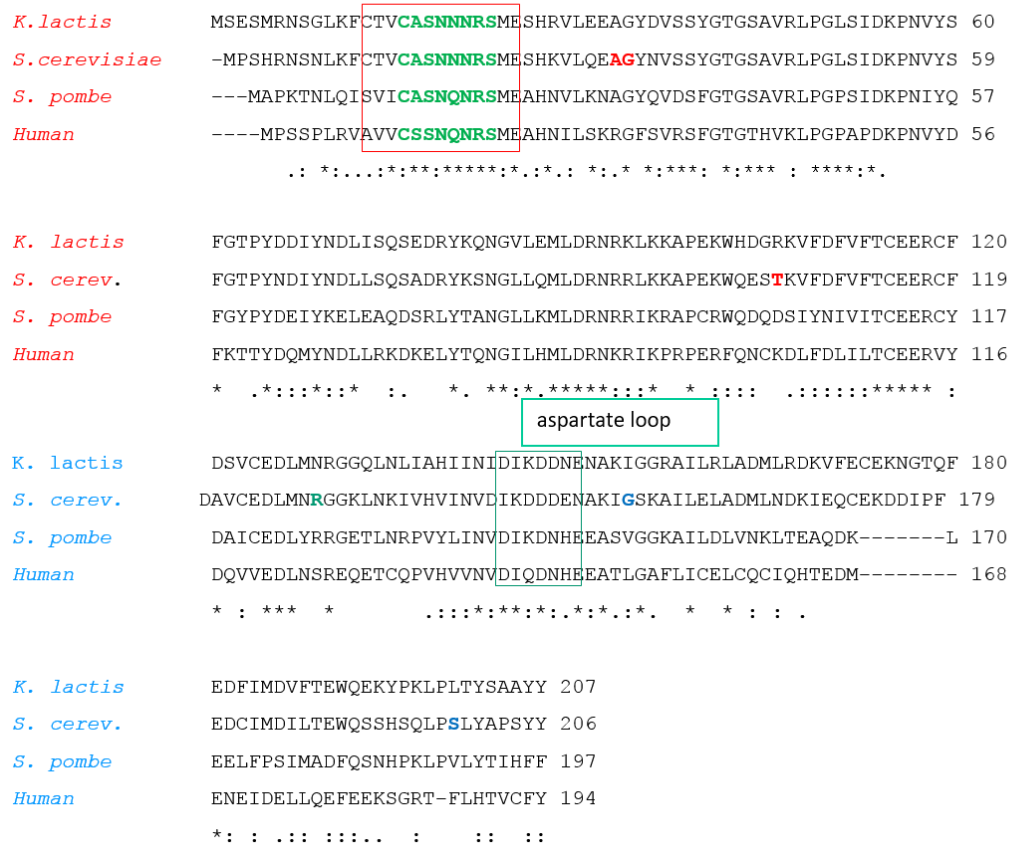 K.lactis MSESMRNSGLKFCTVCASNNNRSMESHRVLEEAGYDVSSYGTGSAVRLPGLSIDKPNVYS 60
S.cerevisiae -MPSHRNSNLKFCTVCASNNNRSMESHKVLQEAGYNVSSYGTGSAVRLPGLSIDKPNVYS 59
S. pombe ---MAPKTNLQISVICASNQNRSMEAHNVLKNAGYQVDSFGTGSAVRLPGPSIDKPNIYQ 57
Human ----MPSSPLRVAVVCSSNQNRSMEAHNILSKRGFSVRSFGTGTHVKLPGPAPDKPNVYD 56
.: *:...:*:**:*****:*.:*.: *:.* *:***: *:*** : ****:*.
K. lactis FGTPYDDIYNDLISQSEDRYKQNGVLEMLDRNRKLKKAPEKWHDGRKVFDFVFTCEERCF 120
S. cerev. FGTPYNDIYNDLLSQSADRYKSNGLLQMLDRNRRLKKAPEKWQESTKVFDFVFTCEERCF 119
S. pombe FGYPYDEIYKELEAQDSRLYTANGLLKMLDRNRRIKRAPCRWQDQDSIYNIVITCEERCY 117
Human FKTTYDQMYNDLLRKDKELYTQNGILHMLDRNKRIKPRPERFQNCKDLFDLILTCEERVY 116
* .*:::*::* :. *. **:*.*****:::* * :::: .::::::***** :
aspartate loop
K. lactis DSVCEDLMNRGGQLNLIAHIINIDIKDDNENAKIGGRAILRLADMLRDKVFECEKNGTQF 180
S. cerev. DAVCEDLMNRGGKLNKIVHVINVDIKDDDENAKIGSKAILELADMLNDKIEQCEKDDIPF 179
S. pombe DAICEDLYRRGETLNRPVYLINVDIKDNHEEASVGGKAILDLVNKLTEAQDK-------L 170
Human DQVVEDLNSREQETCQPVHVVNVDIQDNHEEATLGAFLICELCQCIQHTEDM-------- 168
* : *** * .:::*:**:*:.*:*.:*. * * : : .
K. lactis EDFIMDVFTEWQEKYPKLPLTYSAAYY 207
S. cerev. EDCIMDILTEWQSSHSQLPSLYAPSYY 206
S. pombe EELFPSIMADFQSNHPKLPVLYTIHFF 197
Human ENEIDELLQEFEEKSGRT-FLHTVCFY 194
*: : .:: :::.. : :: ::